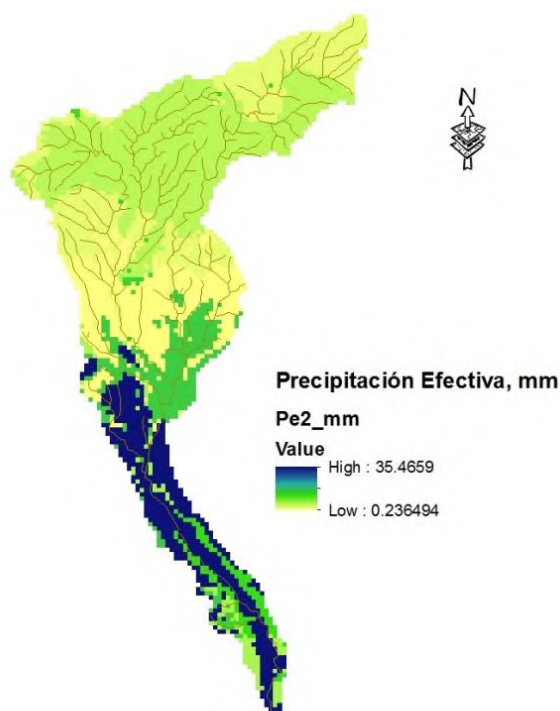 N
Precipitación Efectiva, mm
Pe2_mm
Value
High : 35.4659
Low : 0.236494